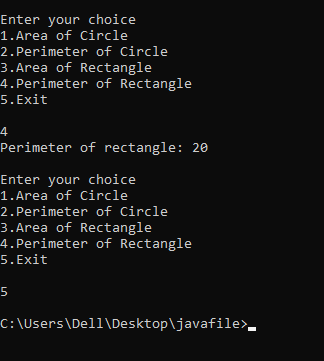 Enter your choice
1.Area of Circle
2.Perimeter of Circle
3.Area of Rectangle
4.Perimeter of Rectangle
5.Exit
4
Perimeter of rectangle: 20
Enter your choice
1.Area of Circle
2.Perimeter of Circle
3.Area of Rectangle
4.Perimeter of Rectangle
5.Exit
5
C:\Users\Dell\Desktop\javafile>